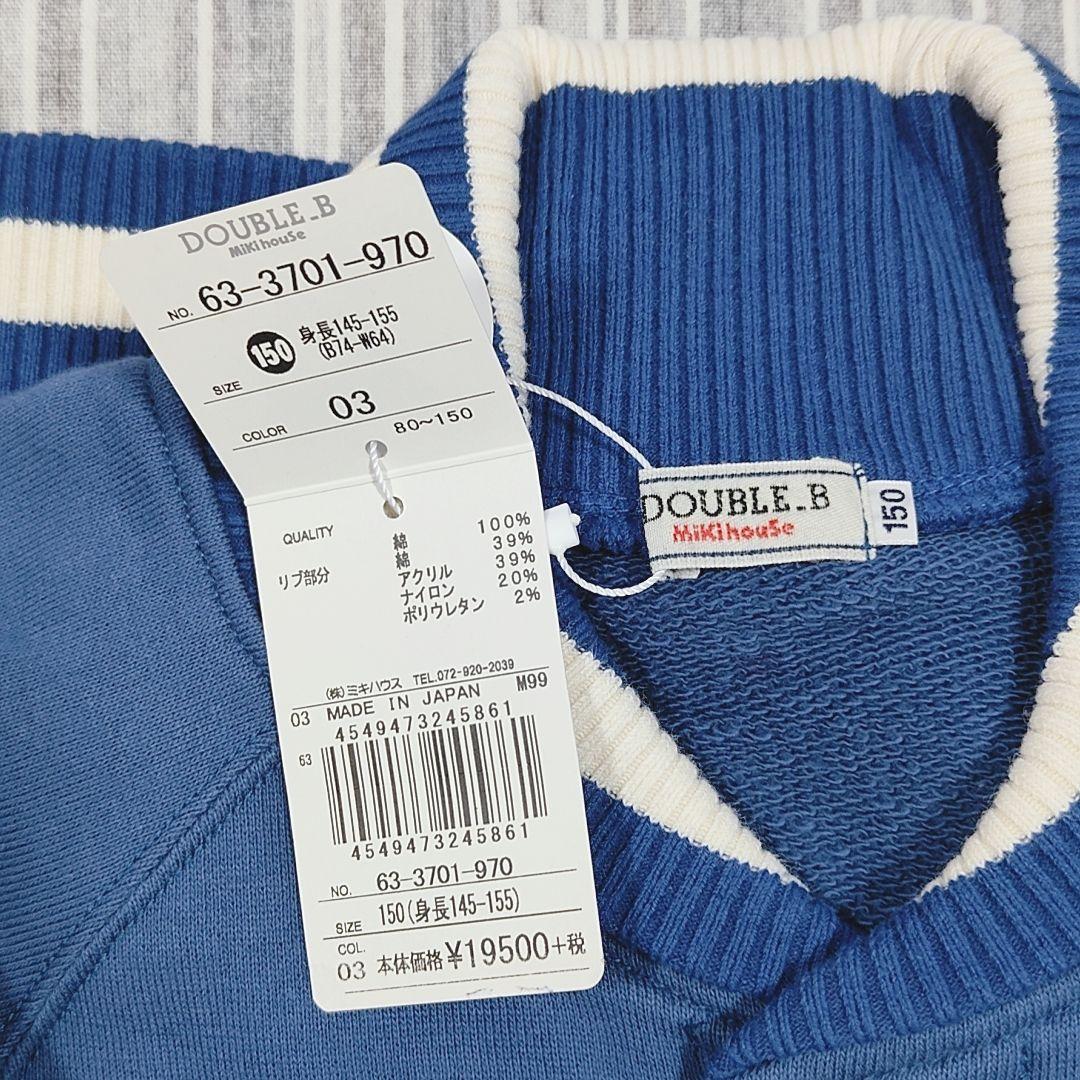 DOUBLE_B
MiKihouSe
NO. 63-3701-970
SIZE 150 身長145-155
(B74-W64)
COLOR 03
80~150
QUALITY 綿 100%
リブ部分 綿 39%
アクリル 39%
ナイロン 20%
ポリウレタン 2%
(株)ミキハウス TEL.072-920-2039
03 MADE IN JAPAN M99
4549473245861
63
4549473245861
NO. 63-3701-970
SIZE 150(身長145-155)
COL. 03 本体価格¥19500+税
DOUBLE_B
MiKihouSe
150